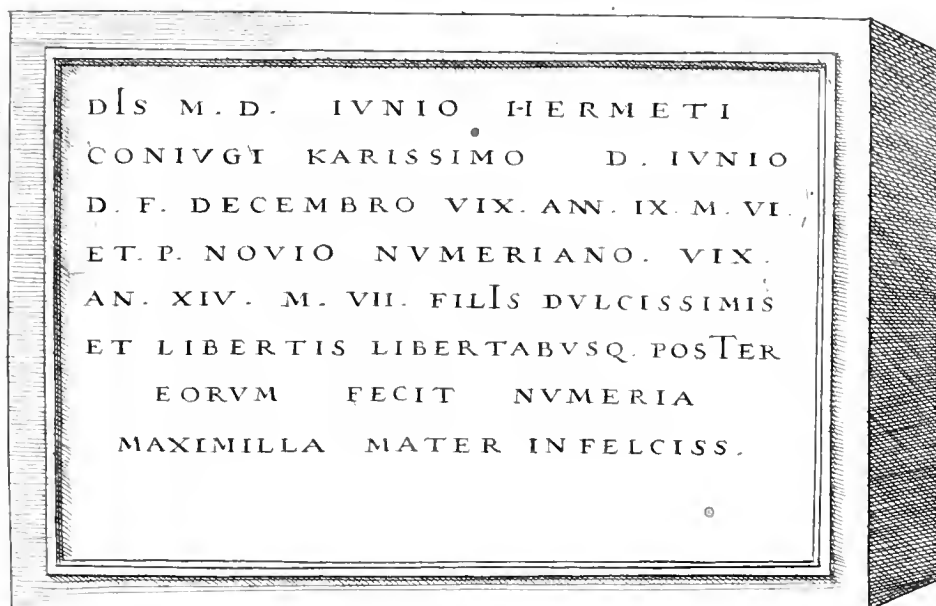 DIS M. D. IVNIO HERMETI
CONIVGI KARISSIMO D. IVNIO
D. F. DECEMBRO VIX. ANN. IX. M. VI.
ET. P. NOVIO NVMERIANO. VIX.
AN. XIV. M. VII. FILIS DVLCISSIMIS
ET LIBERTIS LIBERTABVSQ. POSTER
EORVM FECIT NVMERIA
MAXIMILLA MATER INFELCISS.